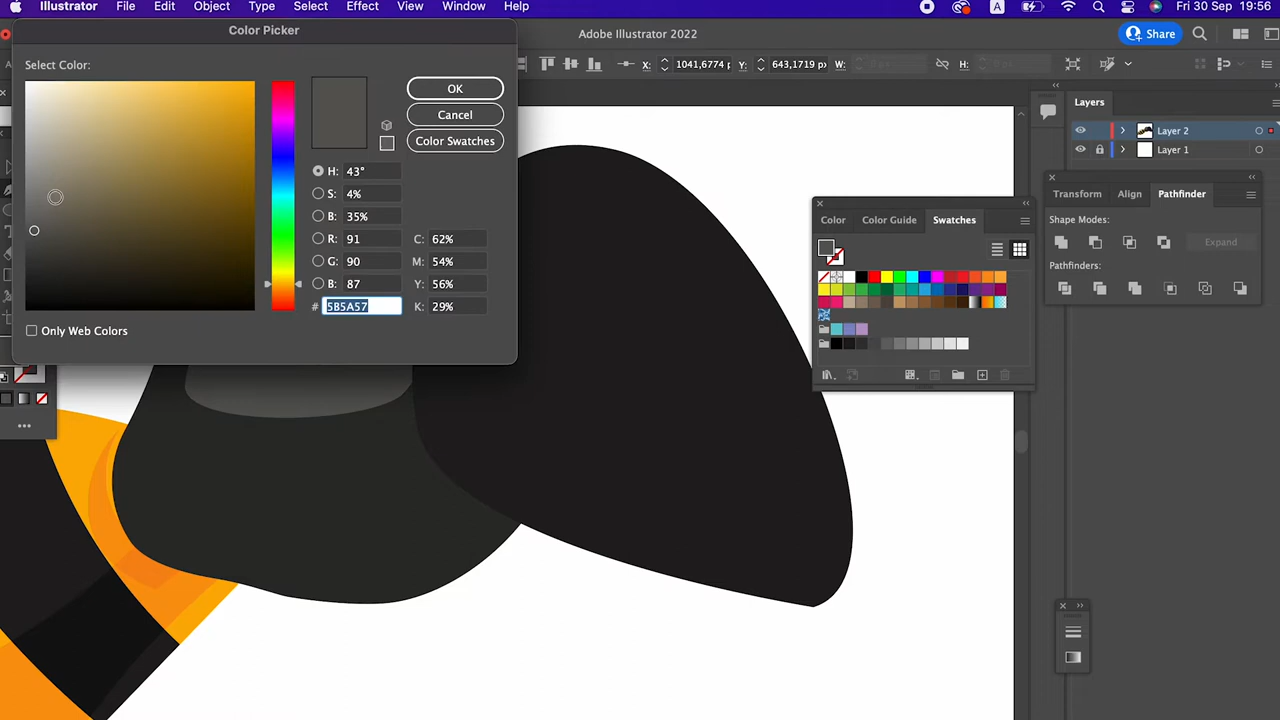 Illustrator File Edit Object Type Select Effect View Window Help A Fri 30 Sep 19:56
Color Picker
Adobe Illustrator 2022
Share
Select Color:
X: 1041,6774 p Y: 643,1719 px W: H:
OK
Cancel
Color Swatches
H: 43°
S: 4%
B: 35%
R: 91 C: 62%
G: 90 M: 54%
B: 87 Y: 56%
# 5B5A57 K: 29%
Only Web Colors
Layers
Layer 2
Layer 1
Transform Align Pathfinder
Shape Modes:
Expand
Pathfinders:
Color Color Guide Swatches